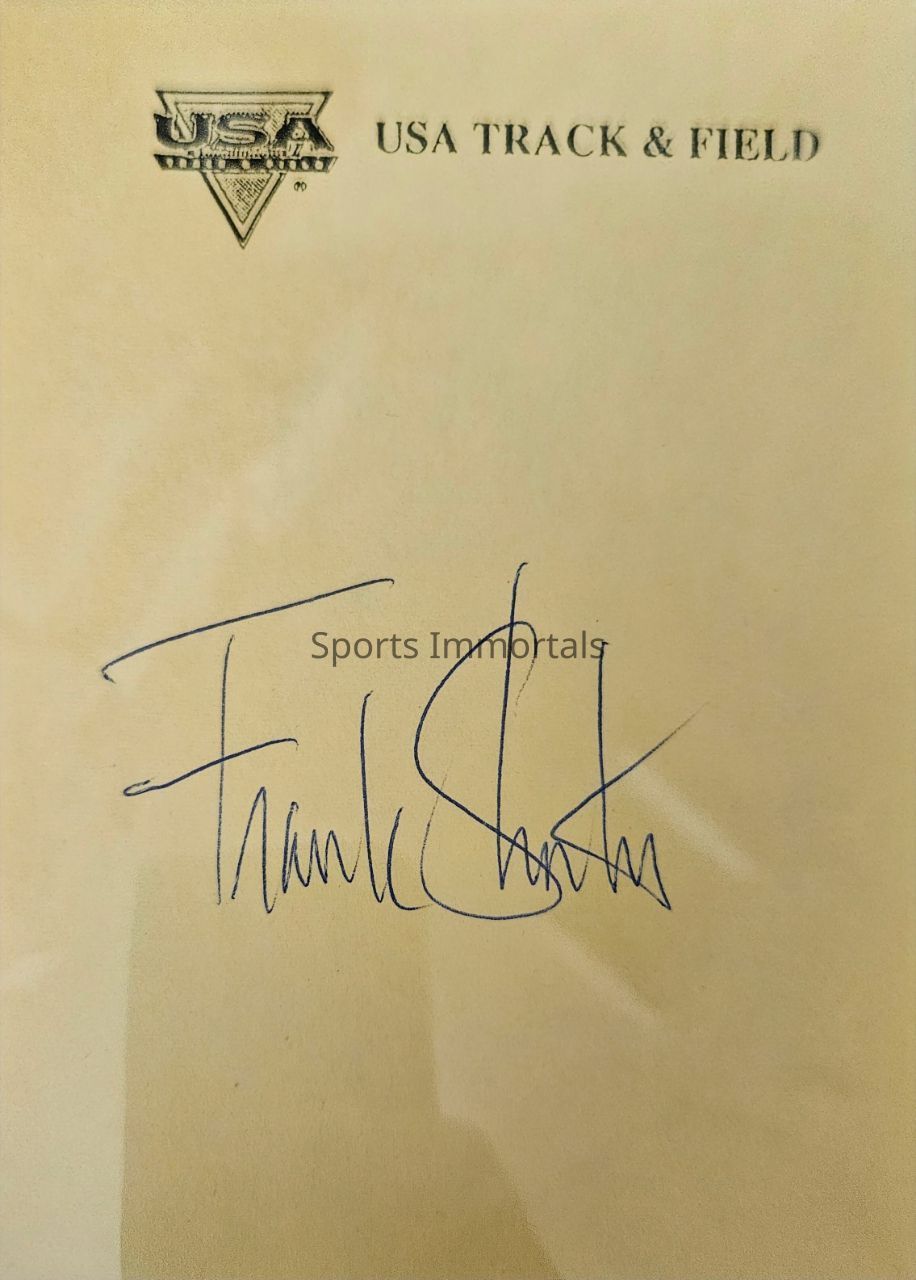 USA
USA TRACK & FIELD
®
Sports Immortals
Frank Shorter